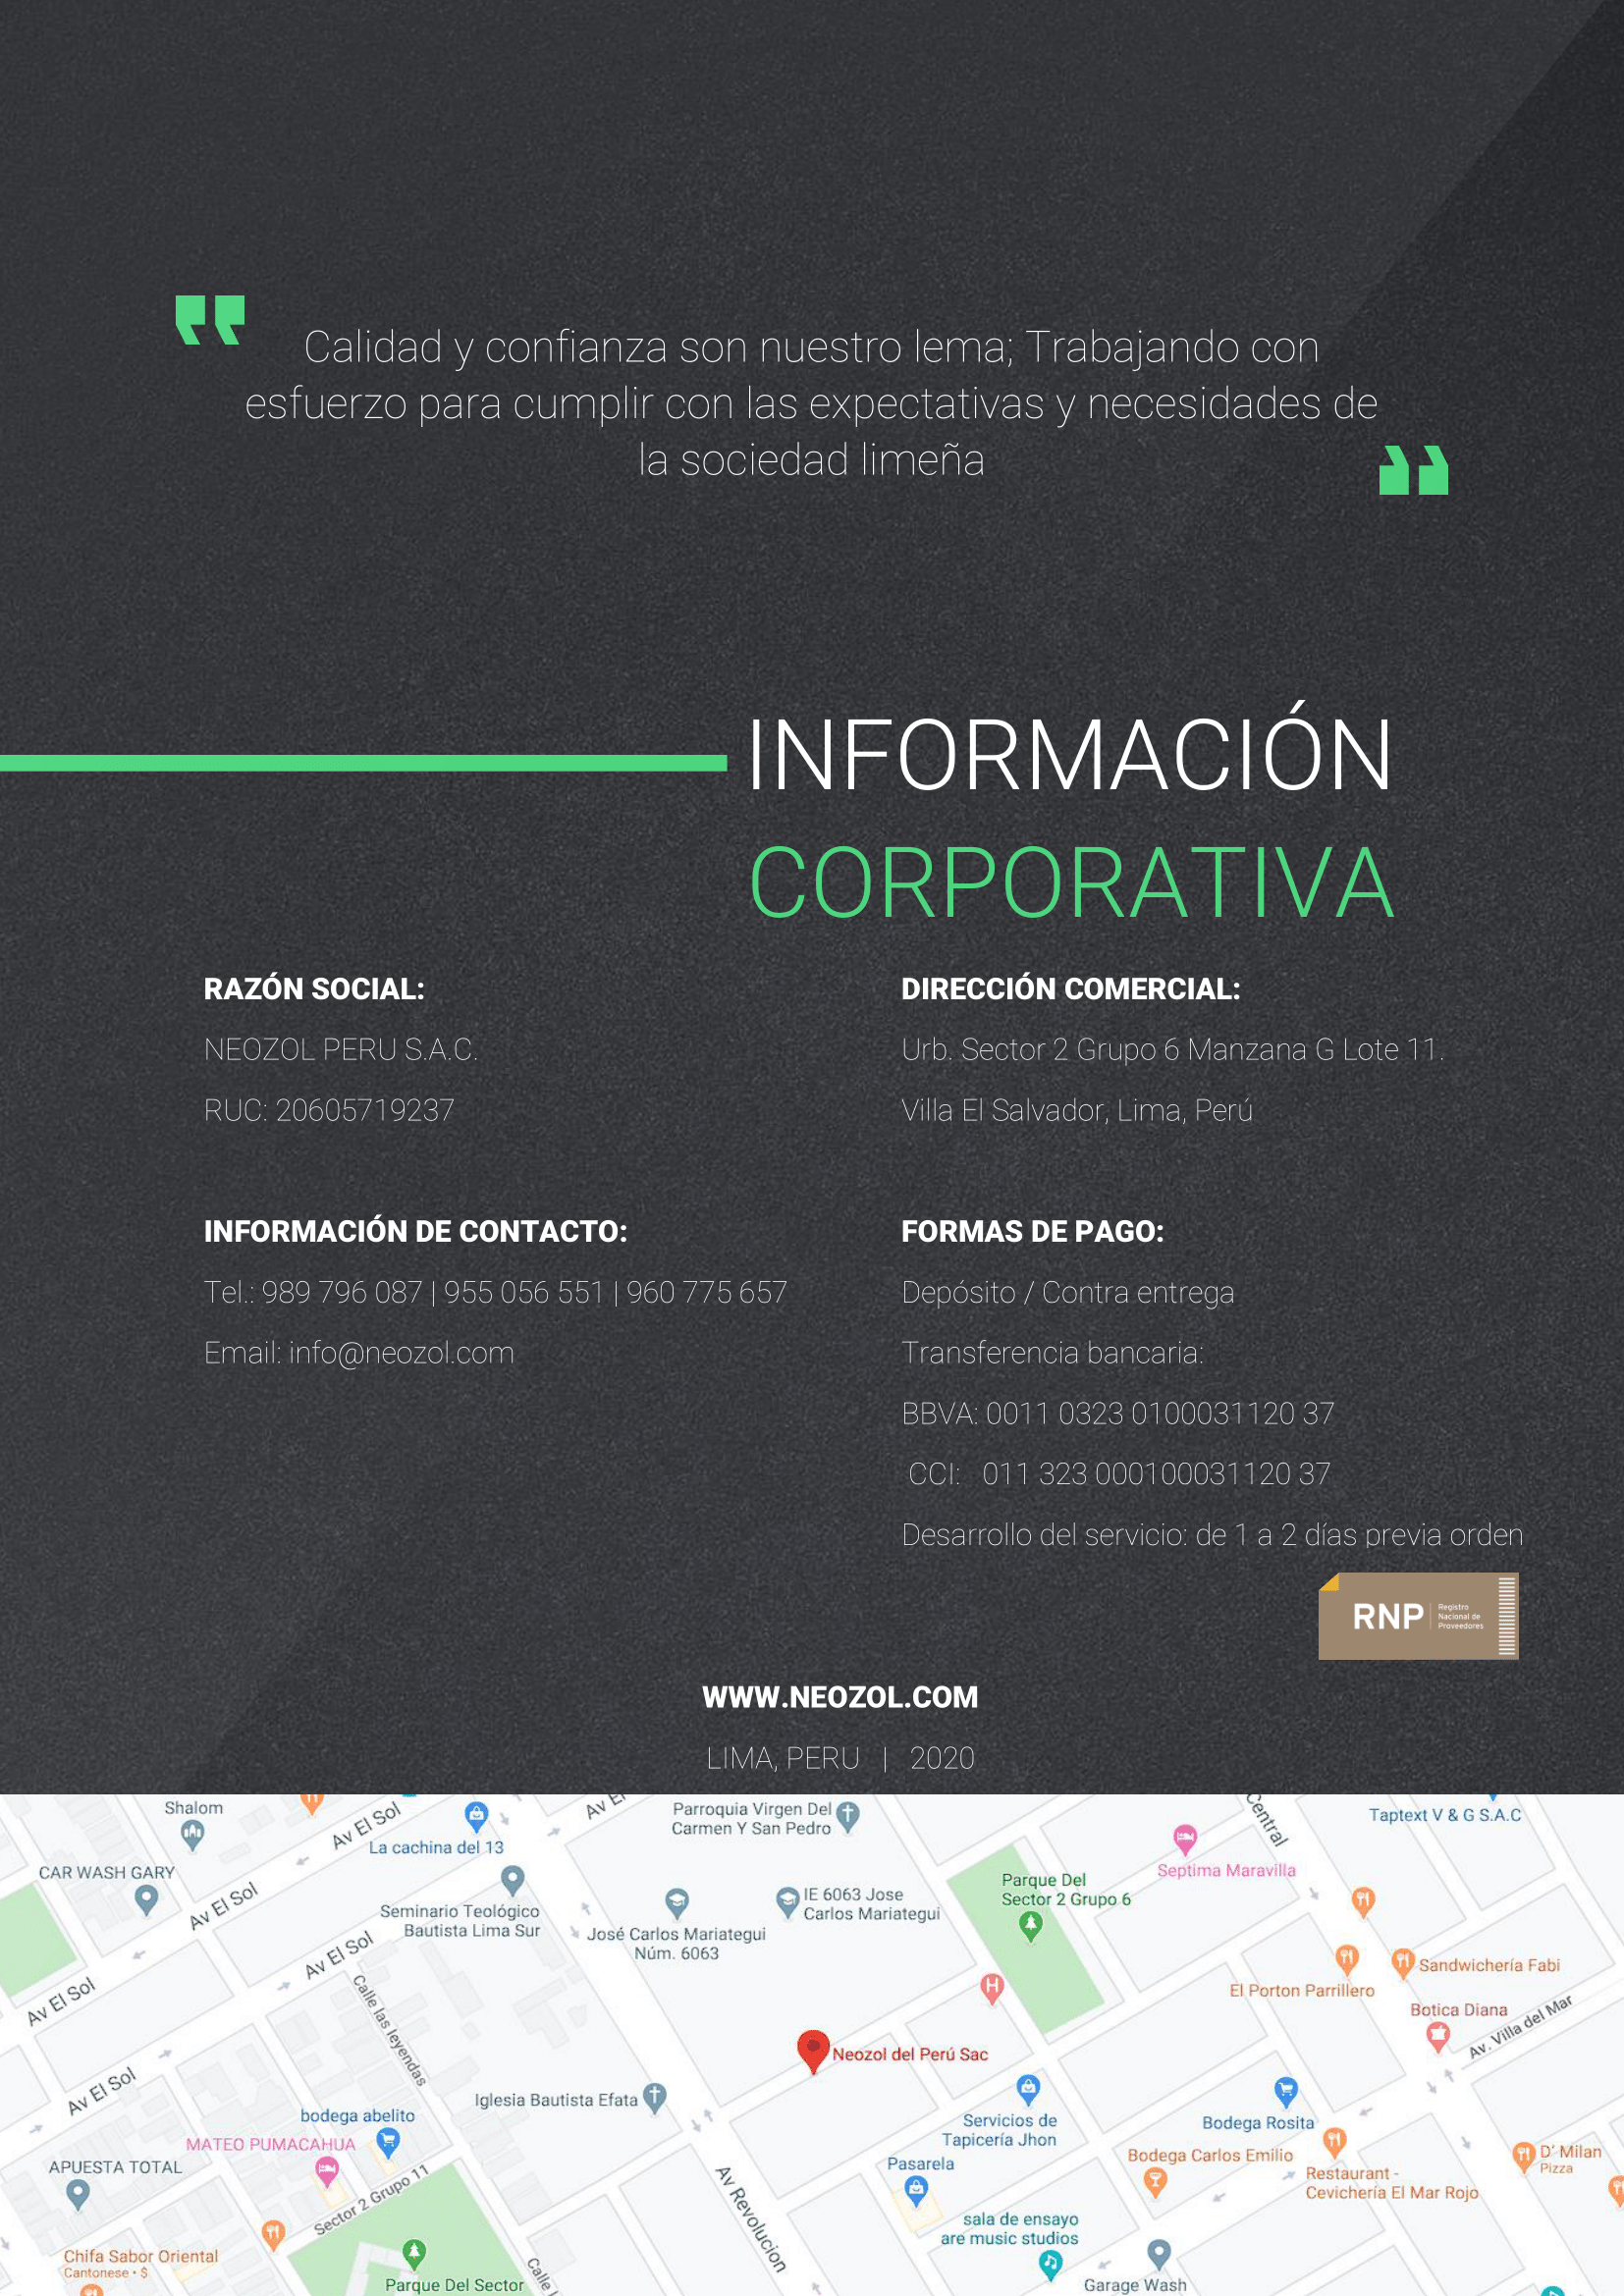 Calidad y confianza son nuestro lema; Trabajando con
esfuerzo para cumplir con las expectativas y necesidades de
la sociedad limeña
INFORMACIÓN
CORPORATIVA
RAZÓN SOCIAL:
NEOZOL PERU S.A.C.
RUC: 20605719237
DIRECCIÓN COMERCIAL:
Urb. Sector 2 Grupo 6 Manzana G Lote 11.
Villa El Salvador, Lima, Perú
INFORMACIÓN DE CONTACTO:
Tel.: 989 796 087 | 955 056 551 | 960 775 657
Email: info@neozol.com
FORMAS DE PAGO:
Depósito / Contra entrega
Transferencia bancaria:
BBVA: 0011 0323 0100031120 37
CCI: 011 323 000100031120 37
Desarrollo del servicio: de 1 a 2 días previa orden
RNP
Registro
Nacional de
Proveedores
WWW.NEOZOL.COM
LIMA, PERU | 2020
Shalom
Av El Sol
La cachina del 13
Av El
Parroquia Virgen Del
Carmen Y San Pedro
Central
Taptext V & G S.A.C
CAR WASH GARY
Av El Sol
Septima Maravilla
Parque Del
Sector 2 Grupo 6
Seminario Teológico
Bautista Lima Sur
IE 6063 Jose
Carlos Mariategui
José Carlos Mariategui
Núm. 6063
Av El Sol
Av El Sol
Calle las leyendas
H
Sandwichería Fabi
El Porton Parrillero
Botica Diana
Av. Villa del Mar
Neozol del Perú Sac
Av El Sol
Iglesia Bautista Efata
bodega abelito
Servicios de
Tapicería Jhon
Bodega Rosita
MATEO PUMACAHUA
APUESTA TOTAL
Pasarela
Bodega Carlos Emilio
D' Milan
Pizza
Restaurant -
Cevichería El Mar Rojo
Sector 2 Grupo 11
Av Revolucion
sala de ensayo
are music studios
Chifa Sabor Oriental
Cantonese • $
Parque Del Sector
Calle
Garage Wash